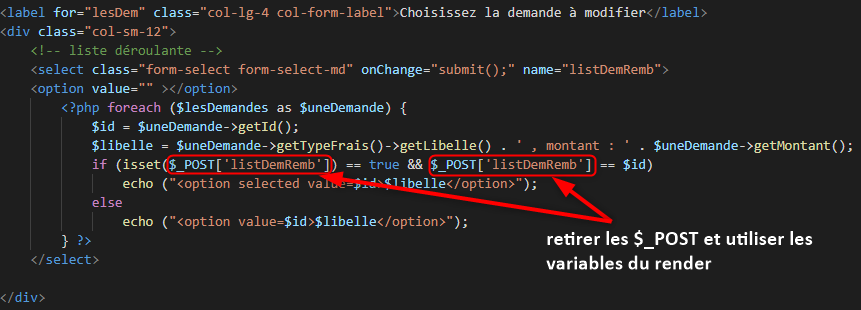 <label for="lesDem" class="col-lg-4 col-form-label">Choisissez la demande à modifier</label>
<div class="col-sm-12">
<!-- liste déroulante -->
<select class="form-select form-select-md" onChange="submit();" name="listDemRemb">
<option value="" ></option>
<?php foreach ($lesDemandes as $uneDemande) {
$id = $uneDemande->getId();
$libelle = $uneDemande->getTypeFrais()->getLibelle() . ' , montant : ' . $uneDemande->getMontant();
if (isset($_POST['listDemRemb']) == true && $_POST['listDemRemb'] == $id)
echo ("<option selected value=$id>$libelle</option>");
else
echo ("<option value=$id>$libelle</option>");
} ?>
</select>
</div>
retirer les $_POST et utiliser les
variables du render